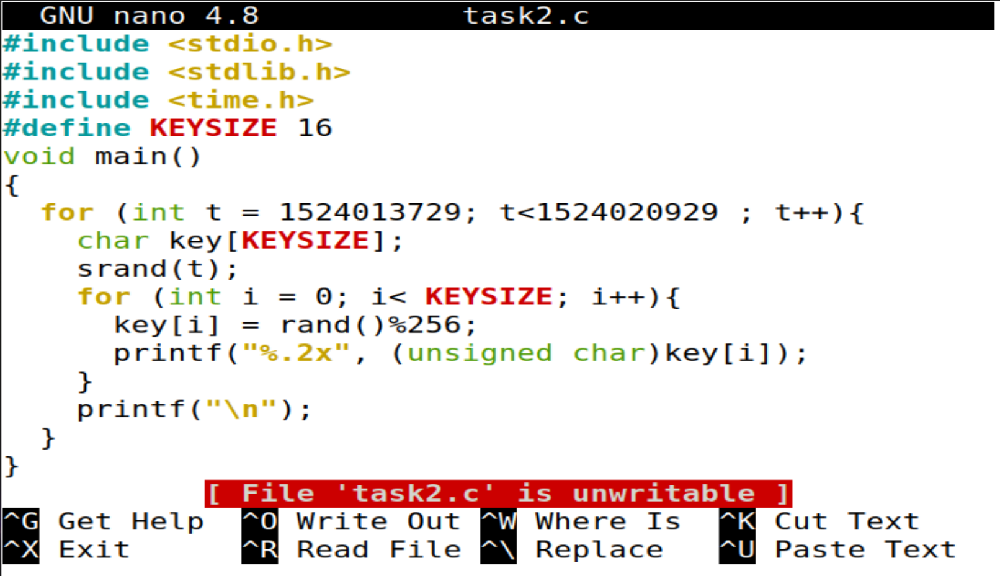 GNU nano 4.8 task2.c
#include <stdio.h>
#include <stdlib.h>
#include <time.h>
#define KEYSIZE 16
void main()
{
  for (int t = 1524013729; t<1524020929 ; t++){
    char key[KEYSIZE];
    srand(t);
    for (int i = 0; i< KEYSIZE; i++){
      key[i] = rand()%256;
      printf("%.2x", (unsigned char)key[i]);
    }
    printf("\n");
  }
}
[ File 'task2.c' is unwritable ]
^G Get Help ^O Write Out ^W Where Is ^K Cut Text
^X Exit ^R Read File ^\ Replace ^U Paste Text